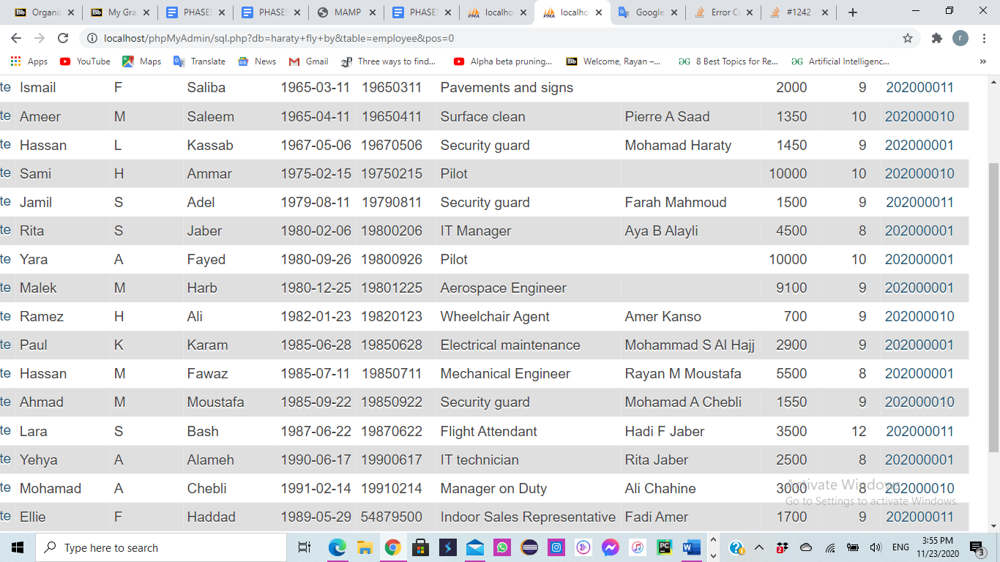 Organiz
My Gra
PHASES
PHASES
MAMP
PHASES
localho
localho
Google
Error C
#1242 -
localhost/phpMyAdmin/sql.php?db=haraty+fly+by&table=employee&pos=0
r
Apps YouTube Maps Translate News Gmail Three ways to find... Alpha beta pruning... Welcome, Rayan –... 8 Best Topics for Re... Artificial Intelligenc... »
te Ismail F Saliba 1965-03-11 19650311 Pavements and signs 2000 9 202000011
te Ameer M Saleem 1965-04-11 19650411 Surface clean Pierre A Saad 1350 10 202000010
te Hassan L Kassab 1967-05-06 19670506 Security guard Mohamad Haraty 1450 9 202000001
te Sami H Ammar 1975-02-15 19750215 Pilot 10000 10 202000010
te Jamil S Adel 1979-08-11 19790811 Security guard Farah Mahmoud 1500 9 202000011
te Rita S Jaber 1980-02-06 19800206 IT Manager Aya B Alayli 4500 8 202000001
te Yara A Fayed 1980-09-26 19800926 Pilot 10000 10 202000001
te Malek M Harb 1980-12-25 19801225 Aerospace Engineer 9100 9 202000001
te Ramez H Ali 1982-01-23 19820123 Wheelchair Agent Amer Kanso 700 9 202000010
te Paul K Karam 1985-06-28 19850628 Electrical maintenance Mohammad S Al Hajj 2900 9 202000001
te Hassan M Fawaz 1985-07-11 19850711 Mechanical Engineer Rayan M Moustafa 5500 8 202000001
te Ahmad M Moustafa 1985-09-22 19850922 Security guard Mohamad A Chebli 1550 9 202000010
te Lara S Bash 1987-06-22 19870622 Flight Attendant Hadi F Jaber 3500 12 202000011
te Yehya A Alameh 1990-06-17 19900617 IT technician Rita Jaber 2500 8 202000001
te Mohamad A Chebli 1991-02-14 19910214 Manager on Duty Ali Chahine 3000 8 202000010
Activate Windows
Go to Settings to activate Windows.
te Ellie F Haddad 1989-05-29 54879500 Indoor Sales Representative Fadi Amer 1700 9 202000011
Type here to search
ENG
3:55 PM
11/23/2020
3